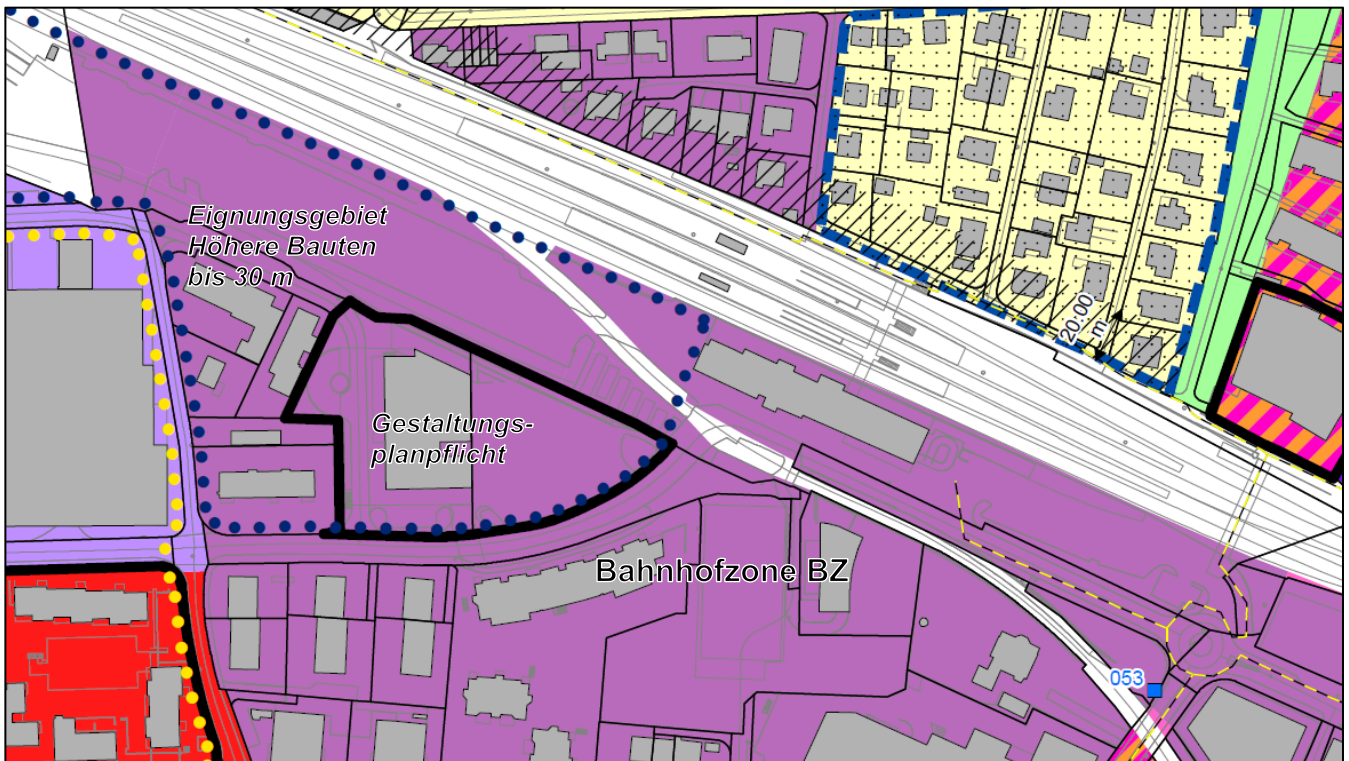 Eignungsgebiet
Höhere Bauten
bis 30 m
20.00
m
Gestaltungs-
planpflicht
Bahnhofzone BZ
053